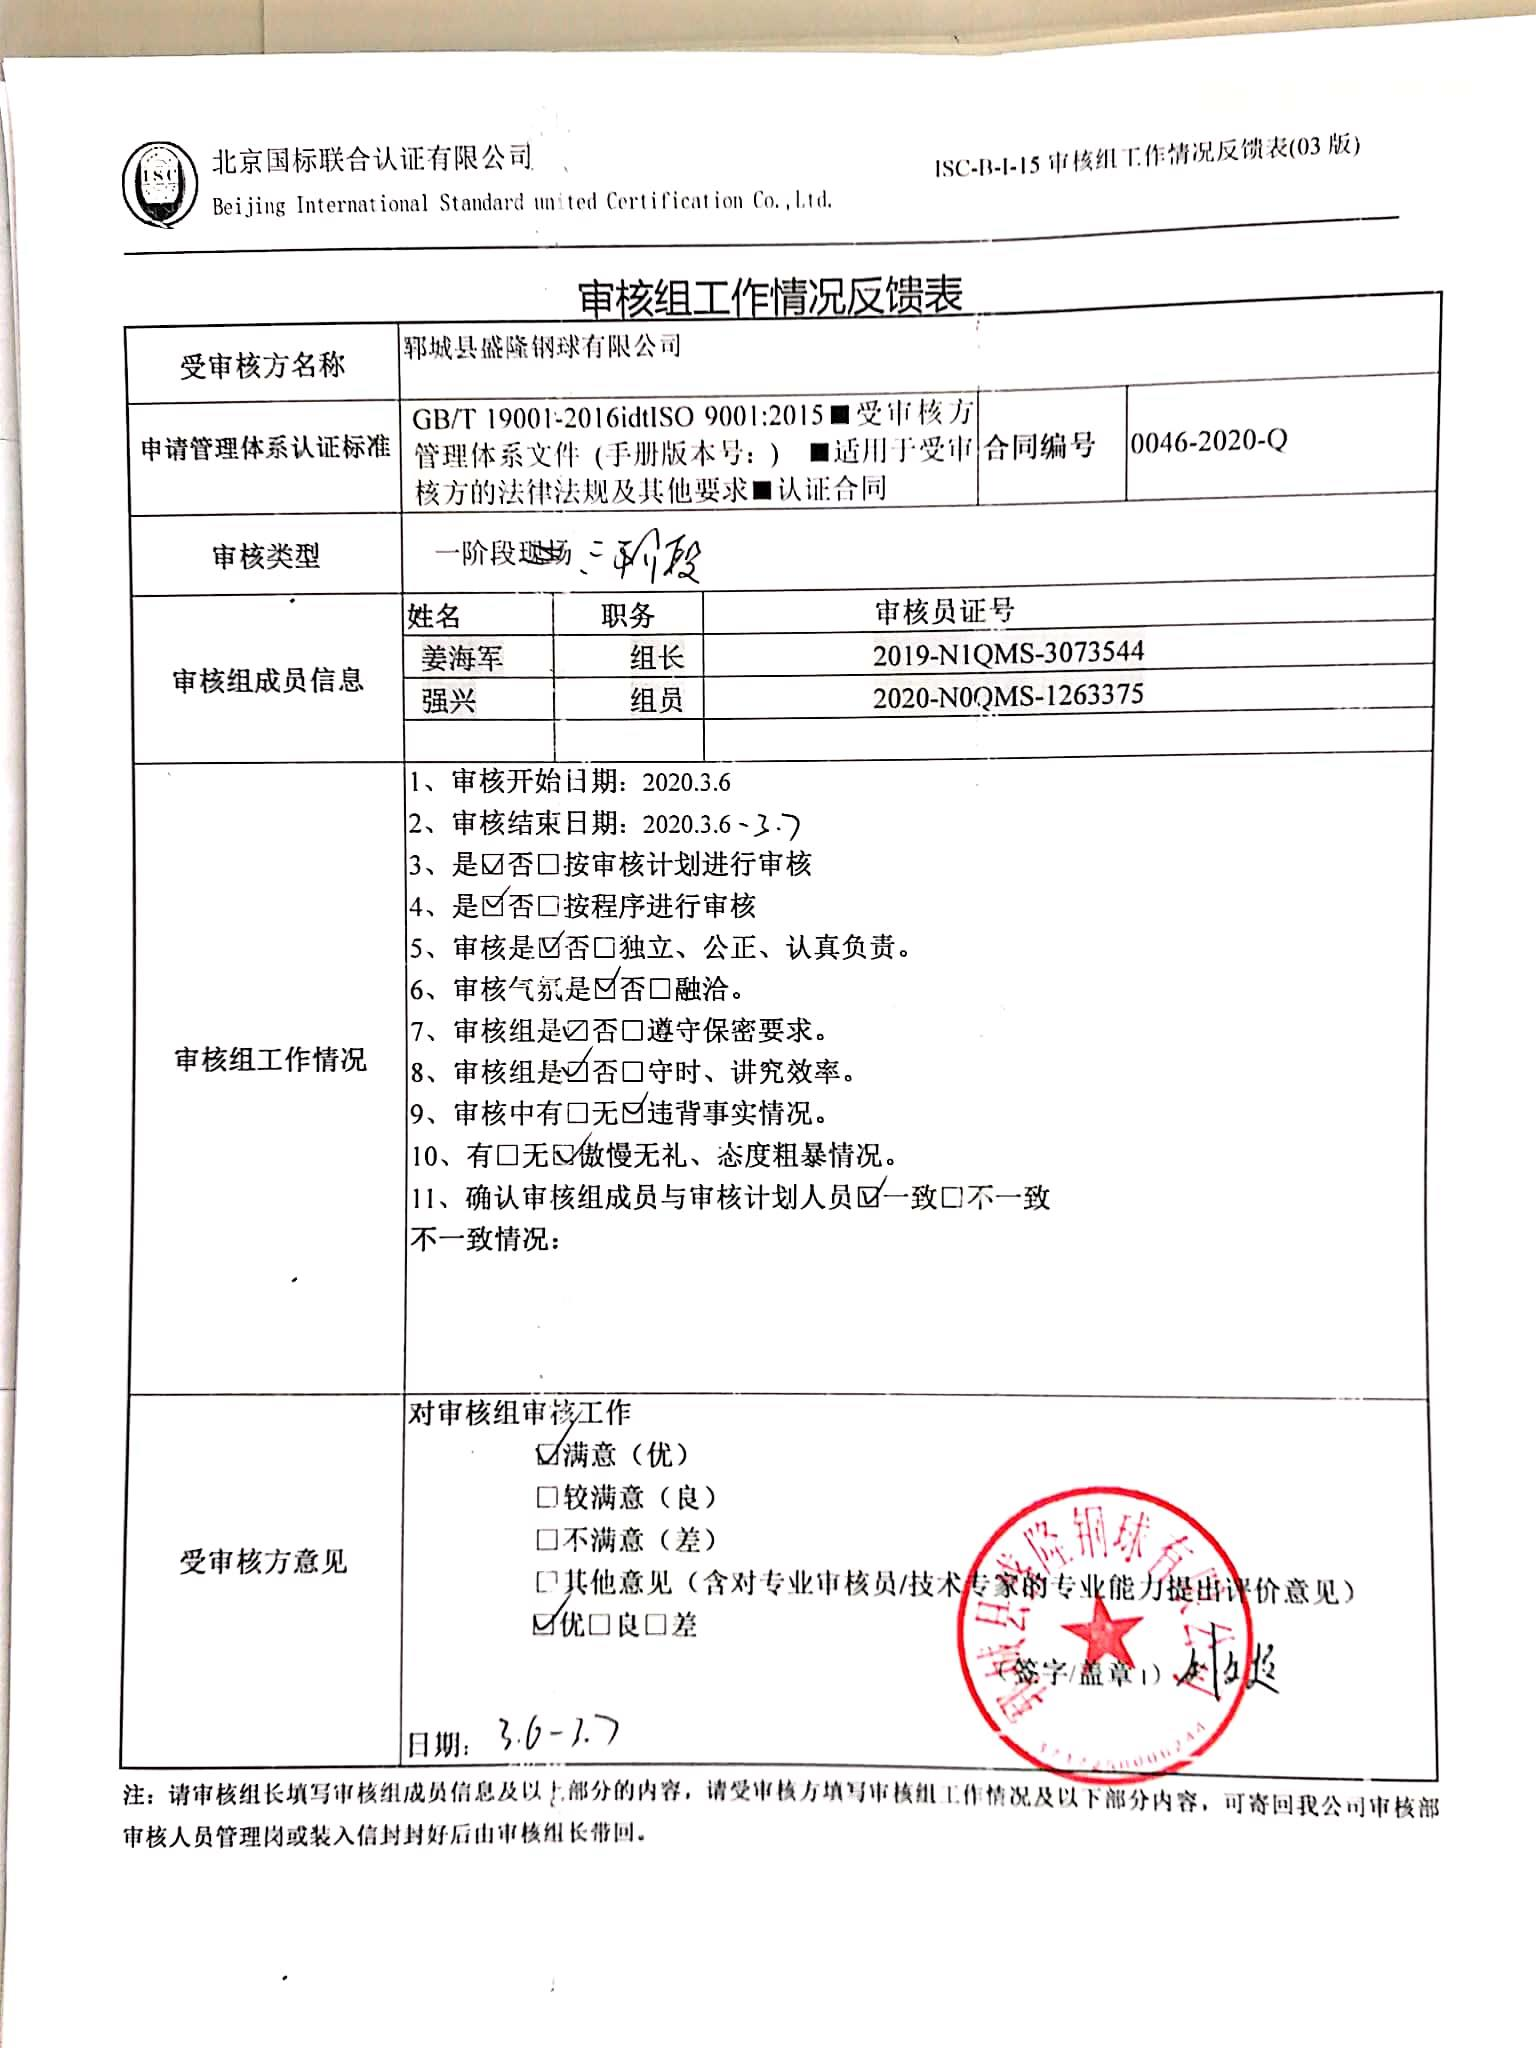 ISC
北京国标联合认证有限公司
Beijing International Standard united Certification Co.,Ltd.
ISC-B-I-15 审核组工作情况反馈表(03 版)
审核组工作情况反馈表
受审核方名称
郓城县盛隆钢球有限公司
申请管理体系认证标准
GB/T 19001-2016idtISO 9001:2015■受审核方
管理体系文件（手册版本号：） ■适用于受审
核方的法律法规及其他要求■认证合同
合同编号
0046-2020-Q
审核类型
一阶段现场 二阶段
审核组成员信息
姓名 职务 审核员证号
姜海军 组长 2019-N1QMS-3073544
强兴 组员 2020-N0QMS-1263375
审核组工作情况
1、审核开始日期：2020.3.6
2、审核结束日期：2020.3.6-3.7
3、是☑否□按审核计划进行审核
4、是☑否□按程序进行审核
5、审核是☑否□独立、公正、认真负责。
6、审核气氛是☑否□融洽。
7、审核组是☑否□遵守保密要求。
8、审核组是☑否□守时、讲究效率。
9、审核中有□无☑违背事实情况。
10、有□无☑傲慢无礼、态度粗暴情况。
11、确认审核组成员与审核计划人员☑一致□不一致
不一致情况：
受审核方意见
对审核组审核工作
☑满意（优）
□较满意（良）
□不满意（差）
□其他意见（含对专业审核员/技术专家的专业能力提出评价意见）
☑优□良□差
（签字/盖章）
郓城县盛隆钢球有限公司
日期：3.6-3.7
注：请审核组长填写审核组成员信息及以上部分的内容，请受审核方填写审核组工作情况及以下部分内容，可寄回我公司审核部
审核人员管理岗或装入信封封好后由审核组长带回。